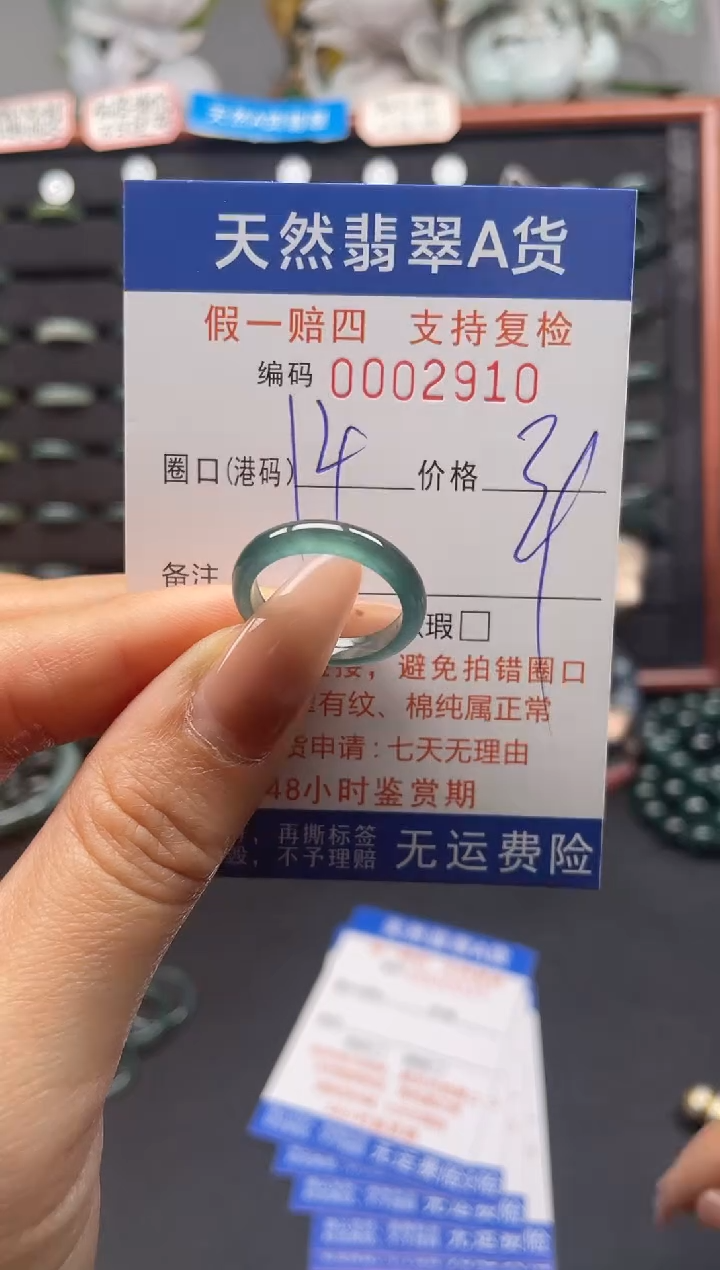 天然翡翠A货
假一赔四 支持复检
编码 0002910
圈口(港码) 14 价格 34
备注
瑕□
避免拍错圈口
有纹、棉纯属正常
货申请:七天无理由
48小时鉴赏期
再撕标签
不予理赔
无运费险